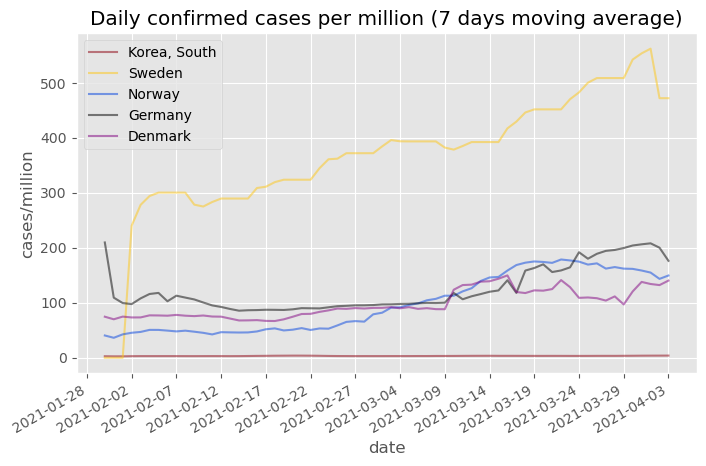 Daily confirmed cases per million (7 days moving average)
Korea, South
Sweden
Norway
Germany
Denmark
500
400
300
200
100
0
cases/million
2021-01-28
2021-02-02
2021-02-07
2021-02-12
2021-02-17
2021-02-22
2021-02-27
2021-03-04
2021-03-09
2021-03-14
2021-03-19
2021-03-24
2021-03-29
2021-04-03
date